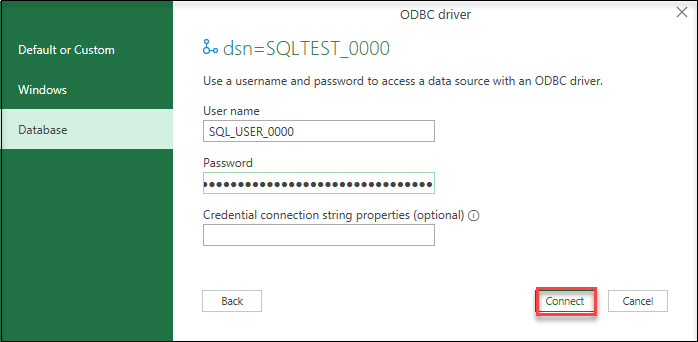 ODBC driver
Default or Custom
Windows
Database
dsn=SQLTEST_0000
Use a username and password to access a data source with an ODBC driver.
User name
SQL_USER_0000
Password
Credential connection string properties (optional)
Back
Connect
Cancel